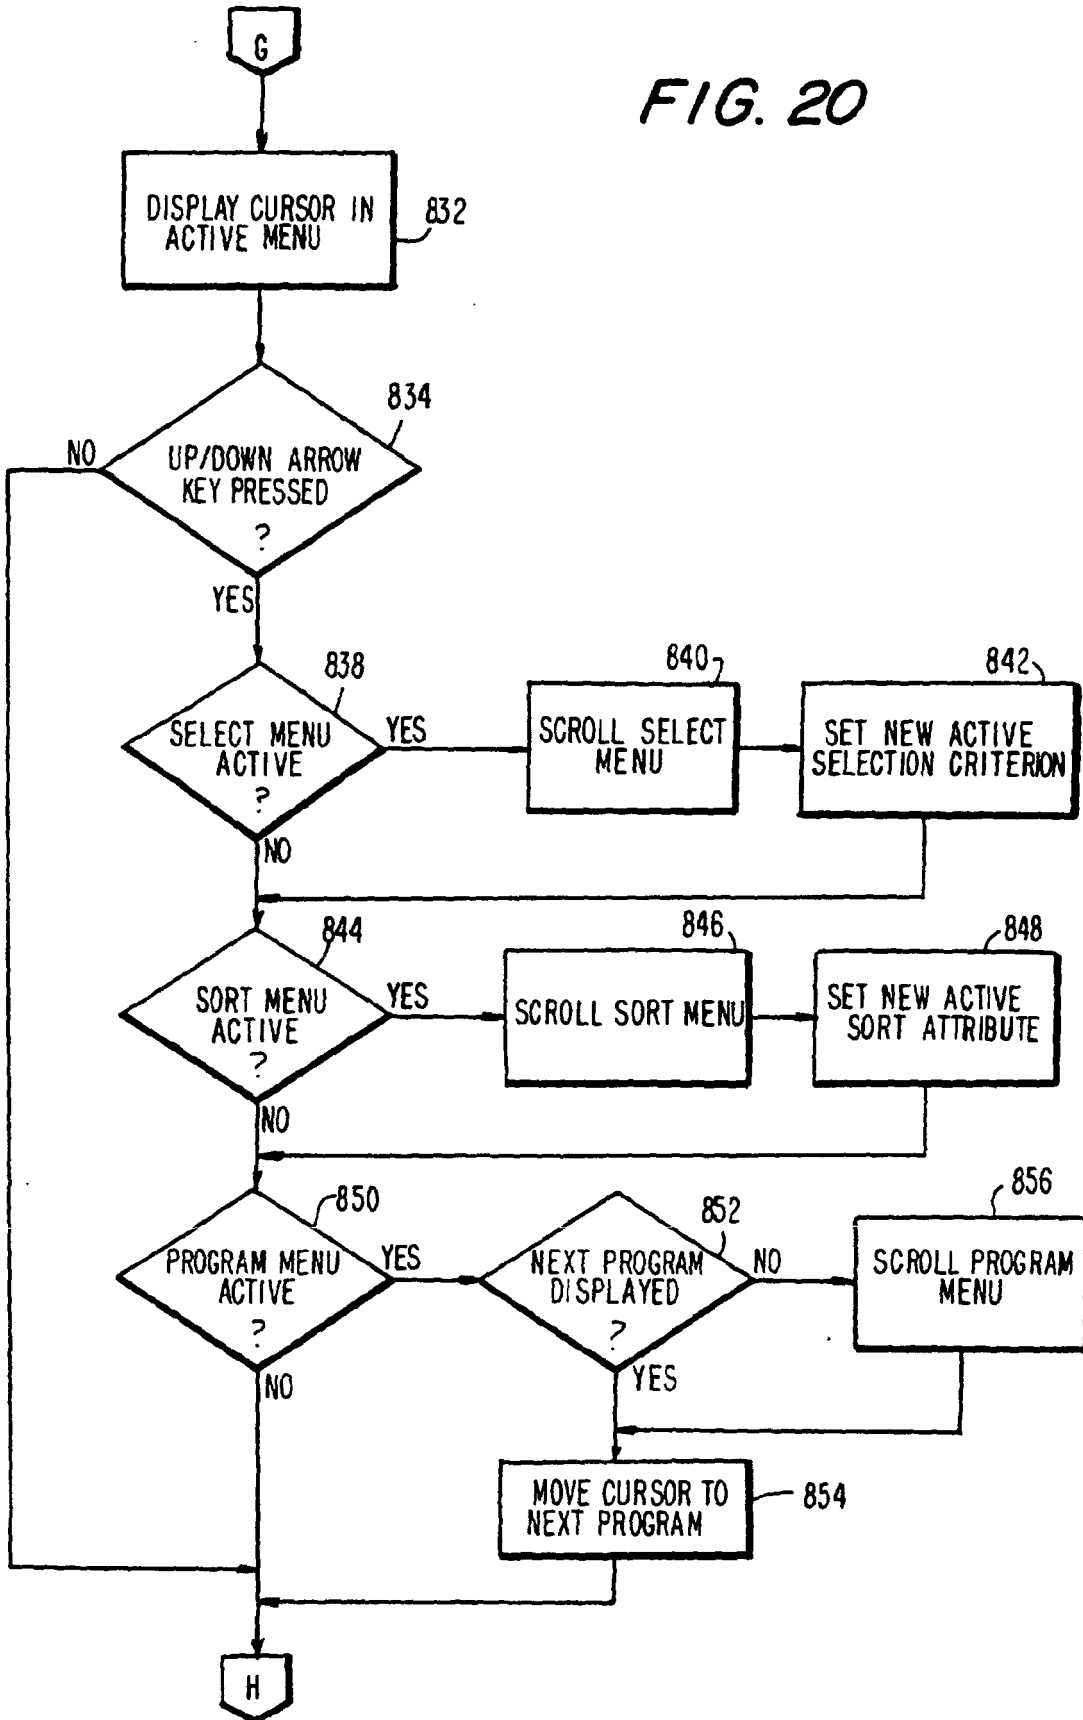 G
FIG. 20
DISPLAY CURSOR IN
ACTIVE MENU
832
834
NO
UP/DOWN ARROW
KEY PRESSED
?
YES
838
SELECT MENU
ACTIVE
?
YES
840
SCROLL SELECT
MENU
842
SET NEW ACTIVE
SELECTION CRITERION
NO
844
SORT MENU
ACTIVE
?
YES
846
SCROLL SORT MENU
848
SET NEW ACTIVE
SORT ATTRIBUTE
NO
850
PROGRAM MENU
ACTIVE
?
YES
852
NEXT PROGRAM
DISPLAYED
?
NO
856
SCROLL PROGRAM
MENU
NO
YES
MOVE CURSOR TO
NEXT PROGRAM
854
H